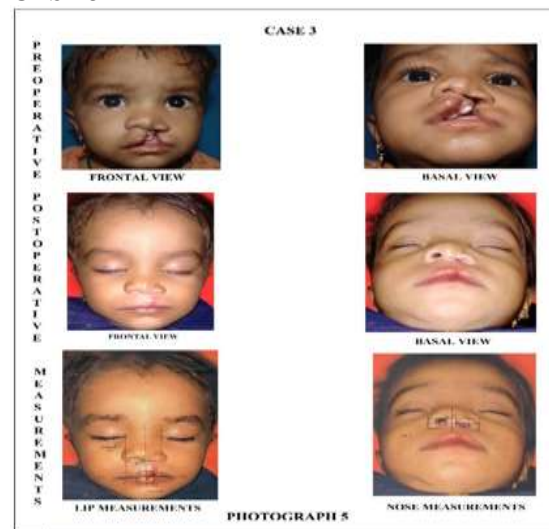 CASE 3
PREOPERATIVE
FRONTAL VIEW
BASAL VIEW
POSTOPERATIVE
FRONTAL VIEW
BASAL VIEW
MEASUREMENTS
LIP MEASUREMENTS
NOSE MEASUREMENTS
PHOTOGRAPH 5